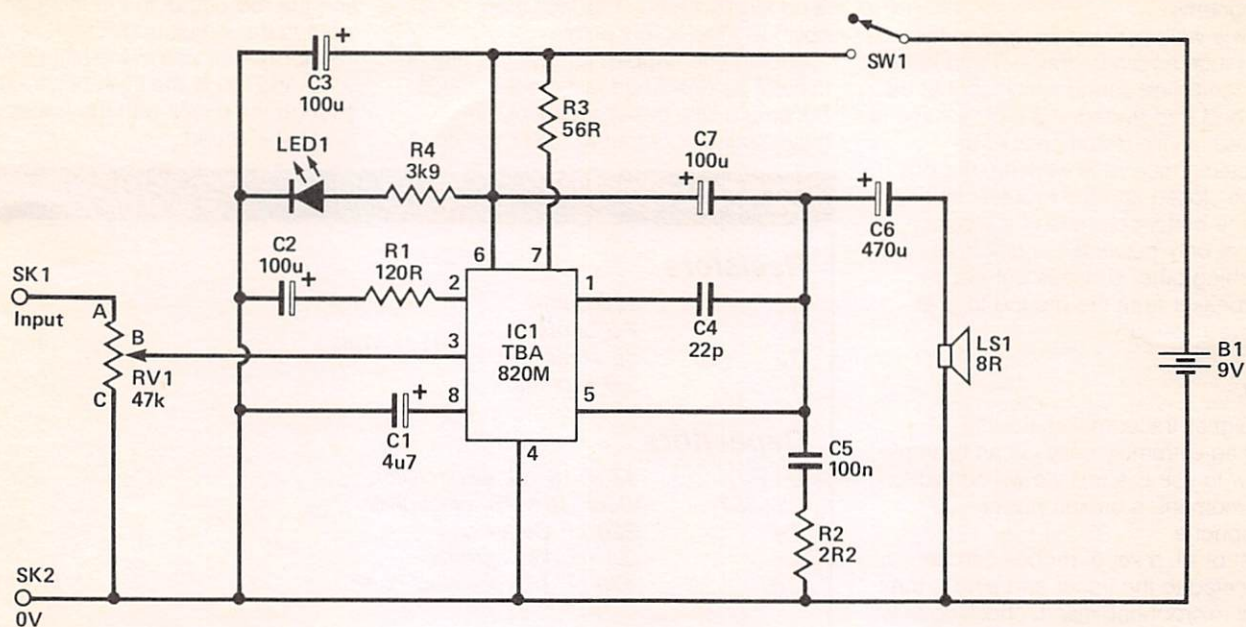 SW1
C3
100u
R3
56R
LED1
R4
3k9
C7
100u
C6
470u
C2
100u
R1
120R
6
7
2
1
SK1
Input
A
B
RV1
47k
C
3
IC1
TBA
820M
C4
22p
LS1
8R
B1
9V
8
5
C1
4u7
4
C5
100n
R2
2R2
SK2
0V